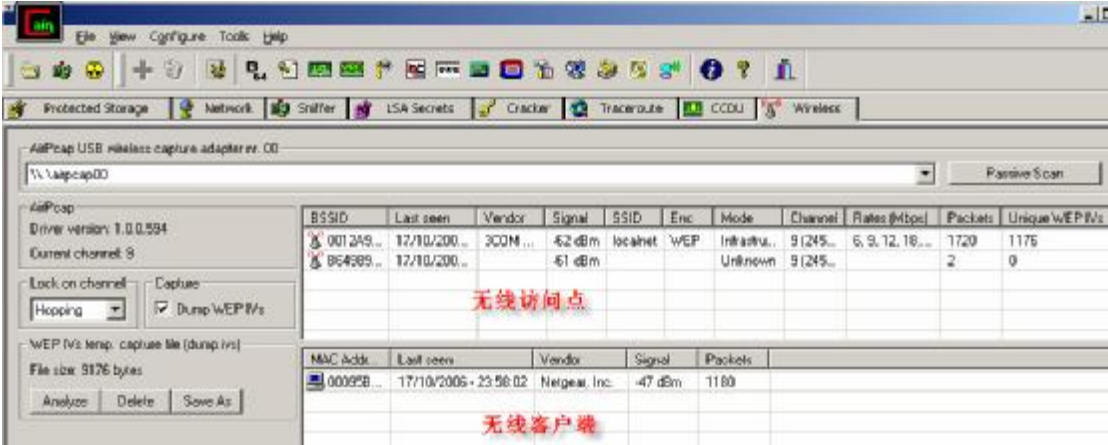 Cain
File View Configure Tools Help
Protected Storage Network Sniffer LSA Secrets Cracker Traceroute CCDU Wireless
AirPcap USB wireless capture adapter nr. 00
\\.\airpcap00 Passive Scan
AirPcap
Driver version: 1.0.0.594
Current channel: 9
Lock on channel
Hopping
Capture
Dump WEP IVs
WEP IVs temp. capture file (dump.ivs)
File size: 9176 bytes
Analyze Delete Save As
BSSID Last seen Vendor Signal SSID Enc Mode Channel Rates (Mbps) Packets Unique WEP IVs
0012A9... 17/10/200... 3COM ... -62 dBm localnet WEP Infrastru... 9 (245... 6, 9, 12, 18, ... 1720 1176
864989... 17/10/200... -61 dBm Unknown 9 (245... 2 0
无线访问点
MAC Addr... Last seen Vendor Signal Packets
00095B... 17/10/2006 - 23:58:02 Netgear, Inc. -47 dBm 1180
无线客户端